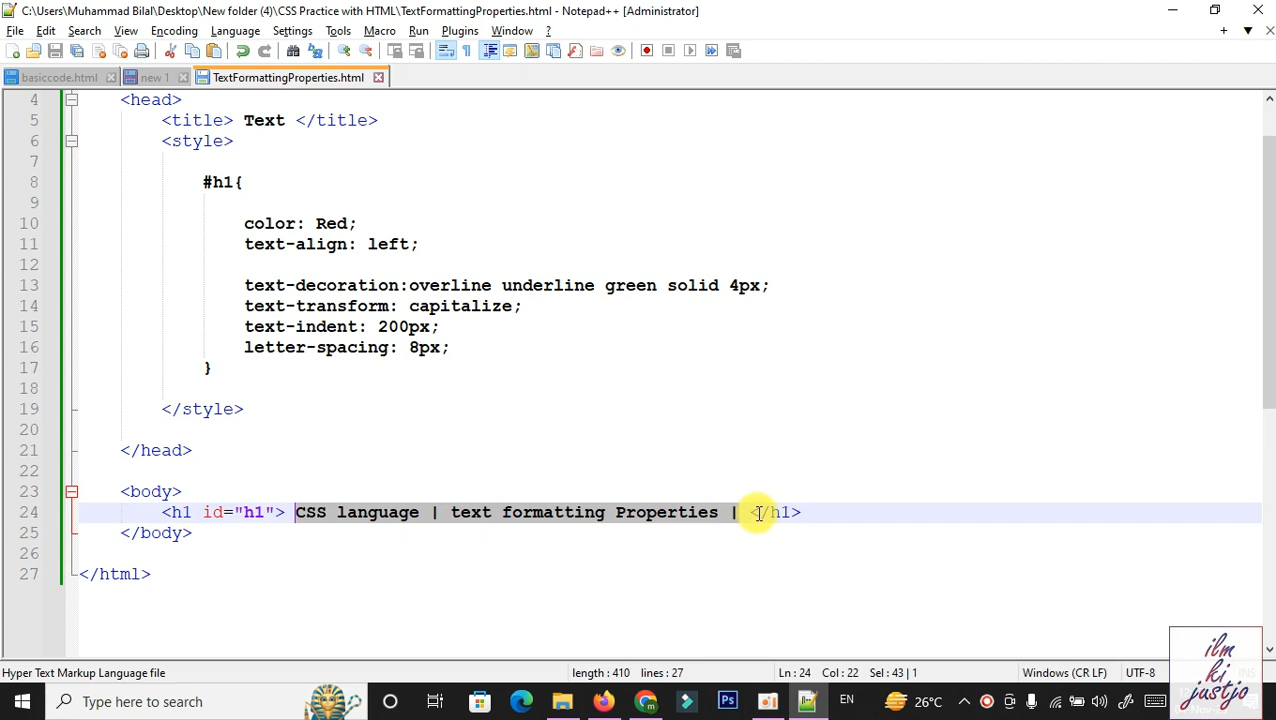 C:\Users\Muhammad Bilal\Desktop\New folder (4)\CSS Practice with HTML\TextFormattingProperties.html - Notepad++ [Administrator]
File Edit Search View Encoding Language Settings Tools Macro Run Plugins Window ?
basiccode.html new 1 TextFormattingProperties.html
4 <head>
5 <title> Text </title>
6 <style>
7
8 #h1{
9
10 color: Red;
11 text-align: left;
12
13 text-decoration:overline underline green solid 4px;
14 text-transform: capitalize;
15 text-indent: 200px;
16 letter-spacing: 8px;
17 }
18
19 </style>
20
21 </head>
22
23 <body>
24 <h1 id="h1"> CSS language | text formatting Properties | </h1>
25 </body>
26
27 </html>
Hyper Text Markup Language file length : 410 lines : 27 Ln : 24 Col : 22 Sel : 43 | 1 Windows (CR LF) UTF-8 INS
Type here to search Ps EN 26°C
ilm
ki
justjo